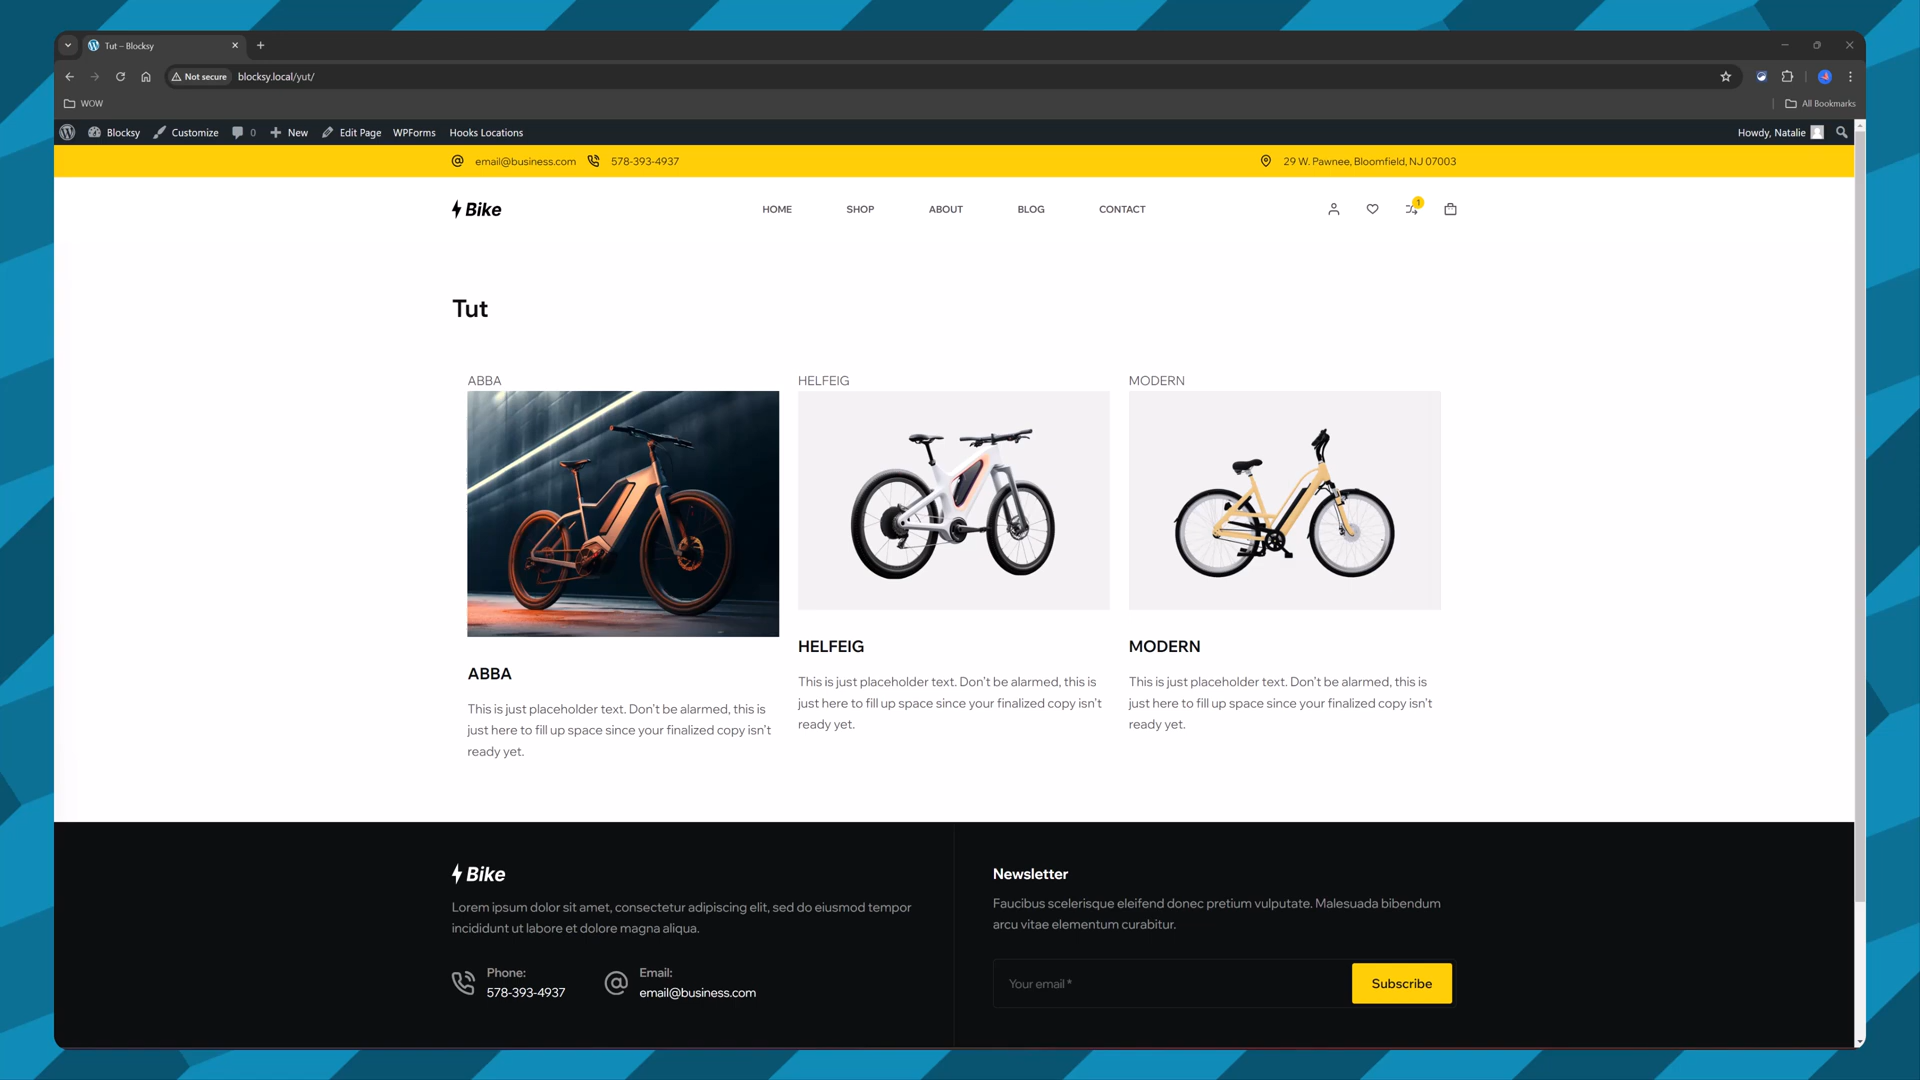 Tut – Blocksy
Not secure
blocksy.local/yut/
WOW
All Bookmarks
Blocksy
Customize
0
New
Edit Page
WPForms
Hooks Locations
Howdy, Natalie
email@business.com
578-393-4937
29 W. Pawnee, Bloomfield, NJ 07003
Bike
HOME
SHOP
ABOUT
BLOG
CONTACT
1
Tut
ABBA
HELFEIG
MODERN
ABBA
This is just placeholder text. Don't be alarmed, this is
just here to fill up space since your finalized copy isn't
ready yet.
HELFEIG
This is just placeholder text. Don't be alarmed, this is
just here to fill up space since your finalized copy isn't
ready yet.
MODERN
This is just placeholder text. Don't be alarmed, this is
just here to fill up space since your finalized copy isn't
ready yet.
Bike
Lorem ipsum dolor sit amet, consectetur adipiscing elit, sed do eiusmod tempor
incididunt ut labore et dolore magna aliqua.
Phone:
578-393-4937
Email:
email@business.com
Newsletter
Faucibus scelerisque eleifend donec pretium vulputate. Malesuada bibendum
arcu vitae elementum curabitur.
Your email *
Subscribe